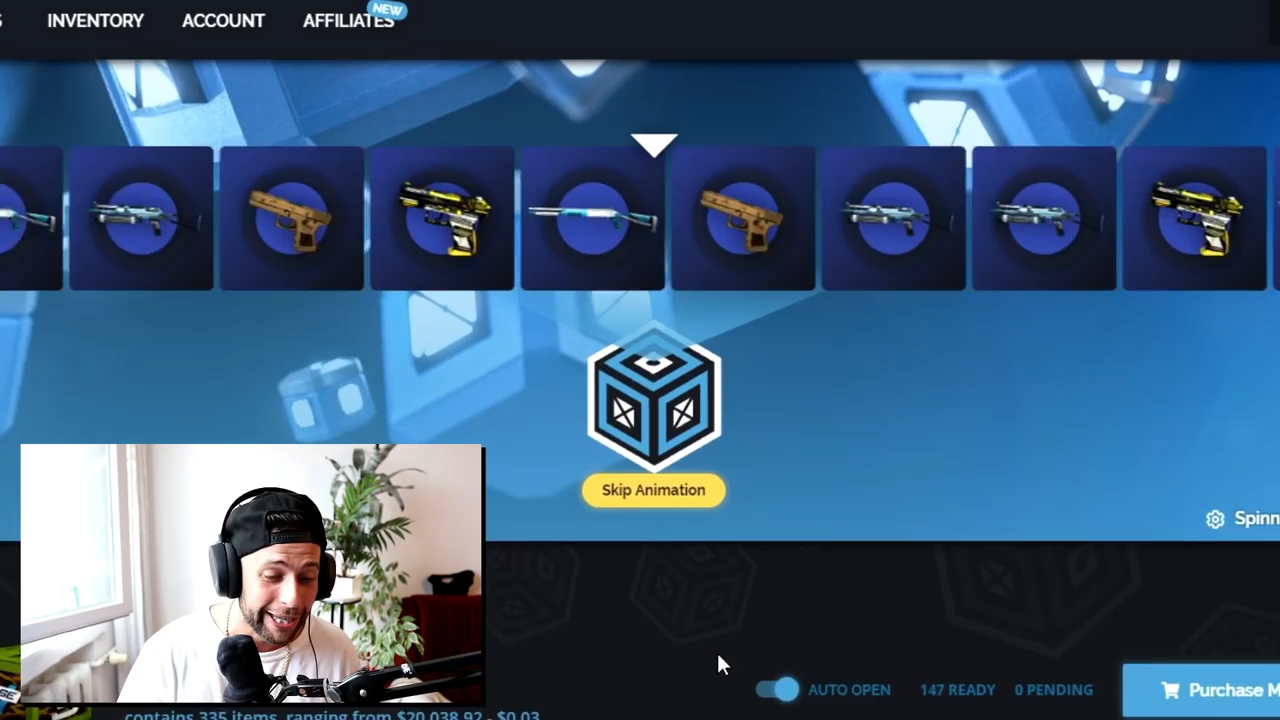 INVENTORY ACCOUNT AFFILIATES NEW
Skip Animation
AUTO OPEN 147 READY 0 PENDING Purchase M
contains 335 items, ranging from $20,038.92 - $0.03